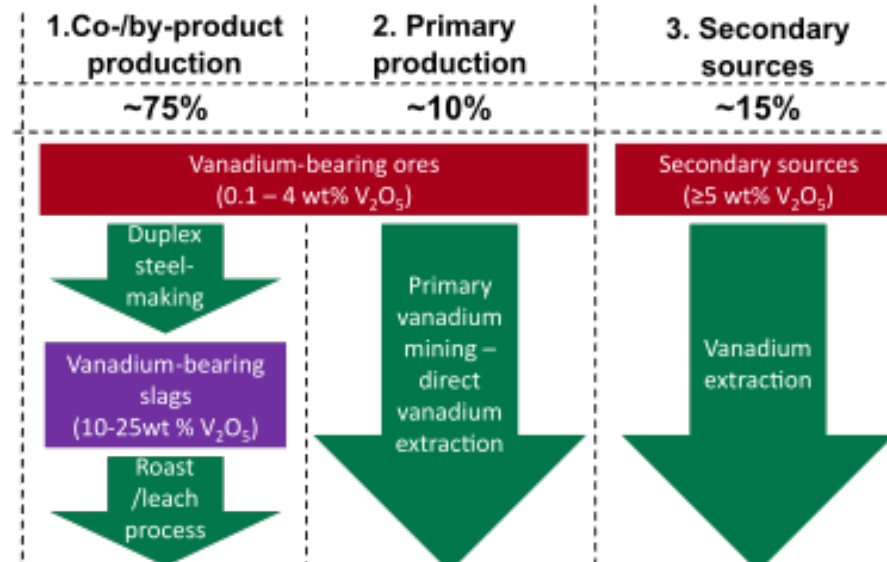 1.Co-/by-product
production
2. Primary
production
3. Secondary
sources
~75%
~10%
~15%
Vanadium-bearing ores
(0.1 – 4 wt% V₂O₅)
Secondary sources
(≥5 wt% V₂O₅)
Duplex
steel-
making
Vanadium-bearing
slags
(10-25wt % V₂O₅)
Roast
/leach
process
Primary
vanadium
mining –
direct
vanadium
extraction
Vanadium
extraction